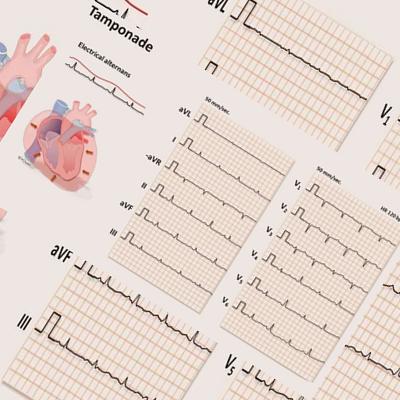 Tamponade
Electrical alternans
aVL
50 mm/sec.
aVL
I
-aVR
II
aVF
III
50 mm/sec.
V1
V2
V3
V4
V5
V6
V1
HR 120 b
aVF
III
V5